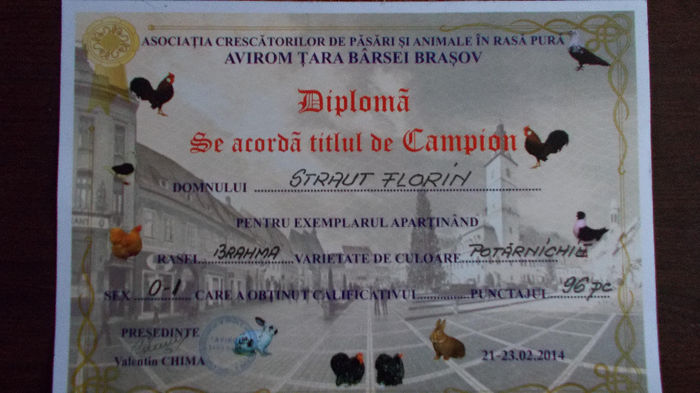 ASOCIAȚIA CRESCĂTORILOR DE PĂSĂRI ȘI ANIMALE ÎN RASĂ PURĂ
AVIROM ȚARA BÂRSEI BRAȘOV
Diplomă
Se acordă titlul de Campion
DOMNULUI STRAUT FLORIN
PENTRU EXEMPLARUL APARȚINÂND
RASEI BRAHMA VARIETATE DE CULOARE POTÂRNICHIE
SEX 0-1 CARE A OBȚINUT CALIFICATIVUL PUNCTAJUL 96 pc
PREȘEDINTE
Valentin CHIMA
21-23.02.2014